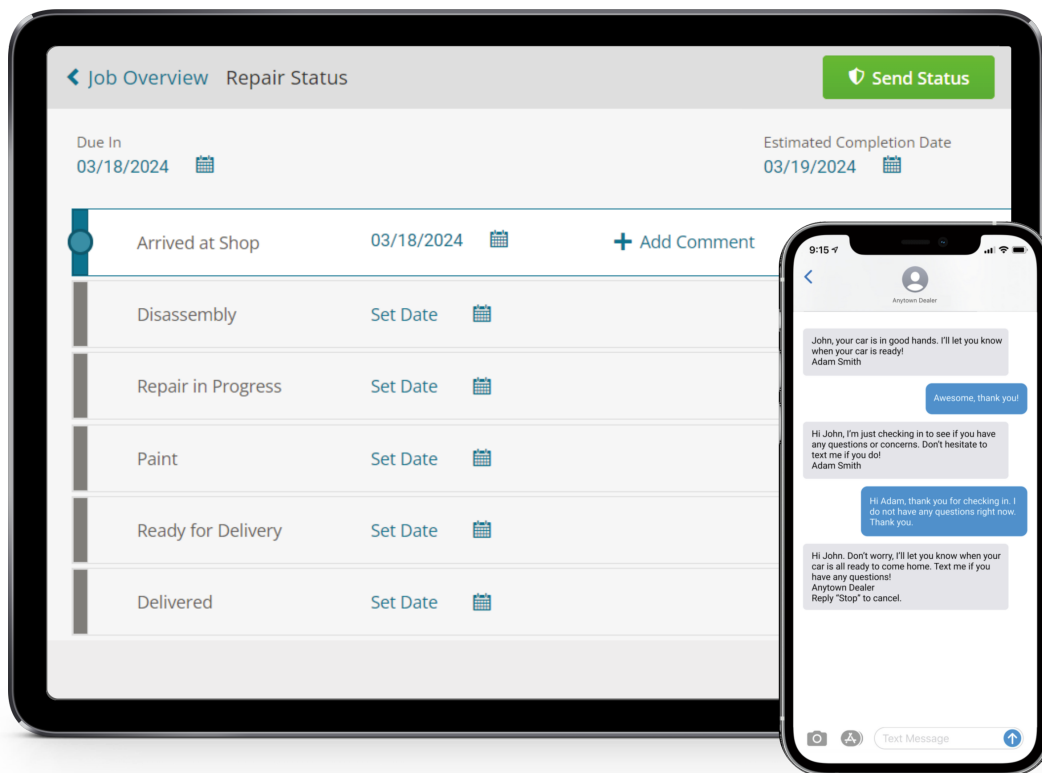 Job Overview Repair Status
Send Status
Due In
03/18/2024
Estimated Completion Date
03/19/2024
Arrived at Shop 03/18/2024 + Add Comment
Disassembly Set Date
Repair in Progress Set Date
Paint Set Date
Ready for Delivery Set Date
Delivered Set Date
9:15
Anytown Dealer
John, your car is in good hands. I'll let you know
when your car is ready!
Adam Smith
Awesome, thank you!
Hi John, I'm just checking in to see if you have
any questions or concerns. Don't hesitate to
text me if you do!
Adam Smith
Hi Adam, thank you for checking in. I
do not have any questions right now.
Thank you.
Hi John. Don't worry, I'll let you know when your
car is all ready to come home. Text me if you
have any questions!
Anytown Dealer
Reply "Stop" to cancel.
Text Message